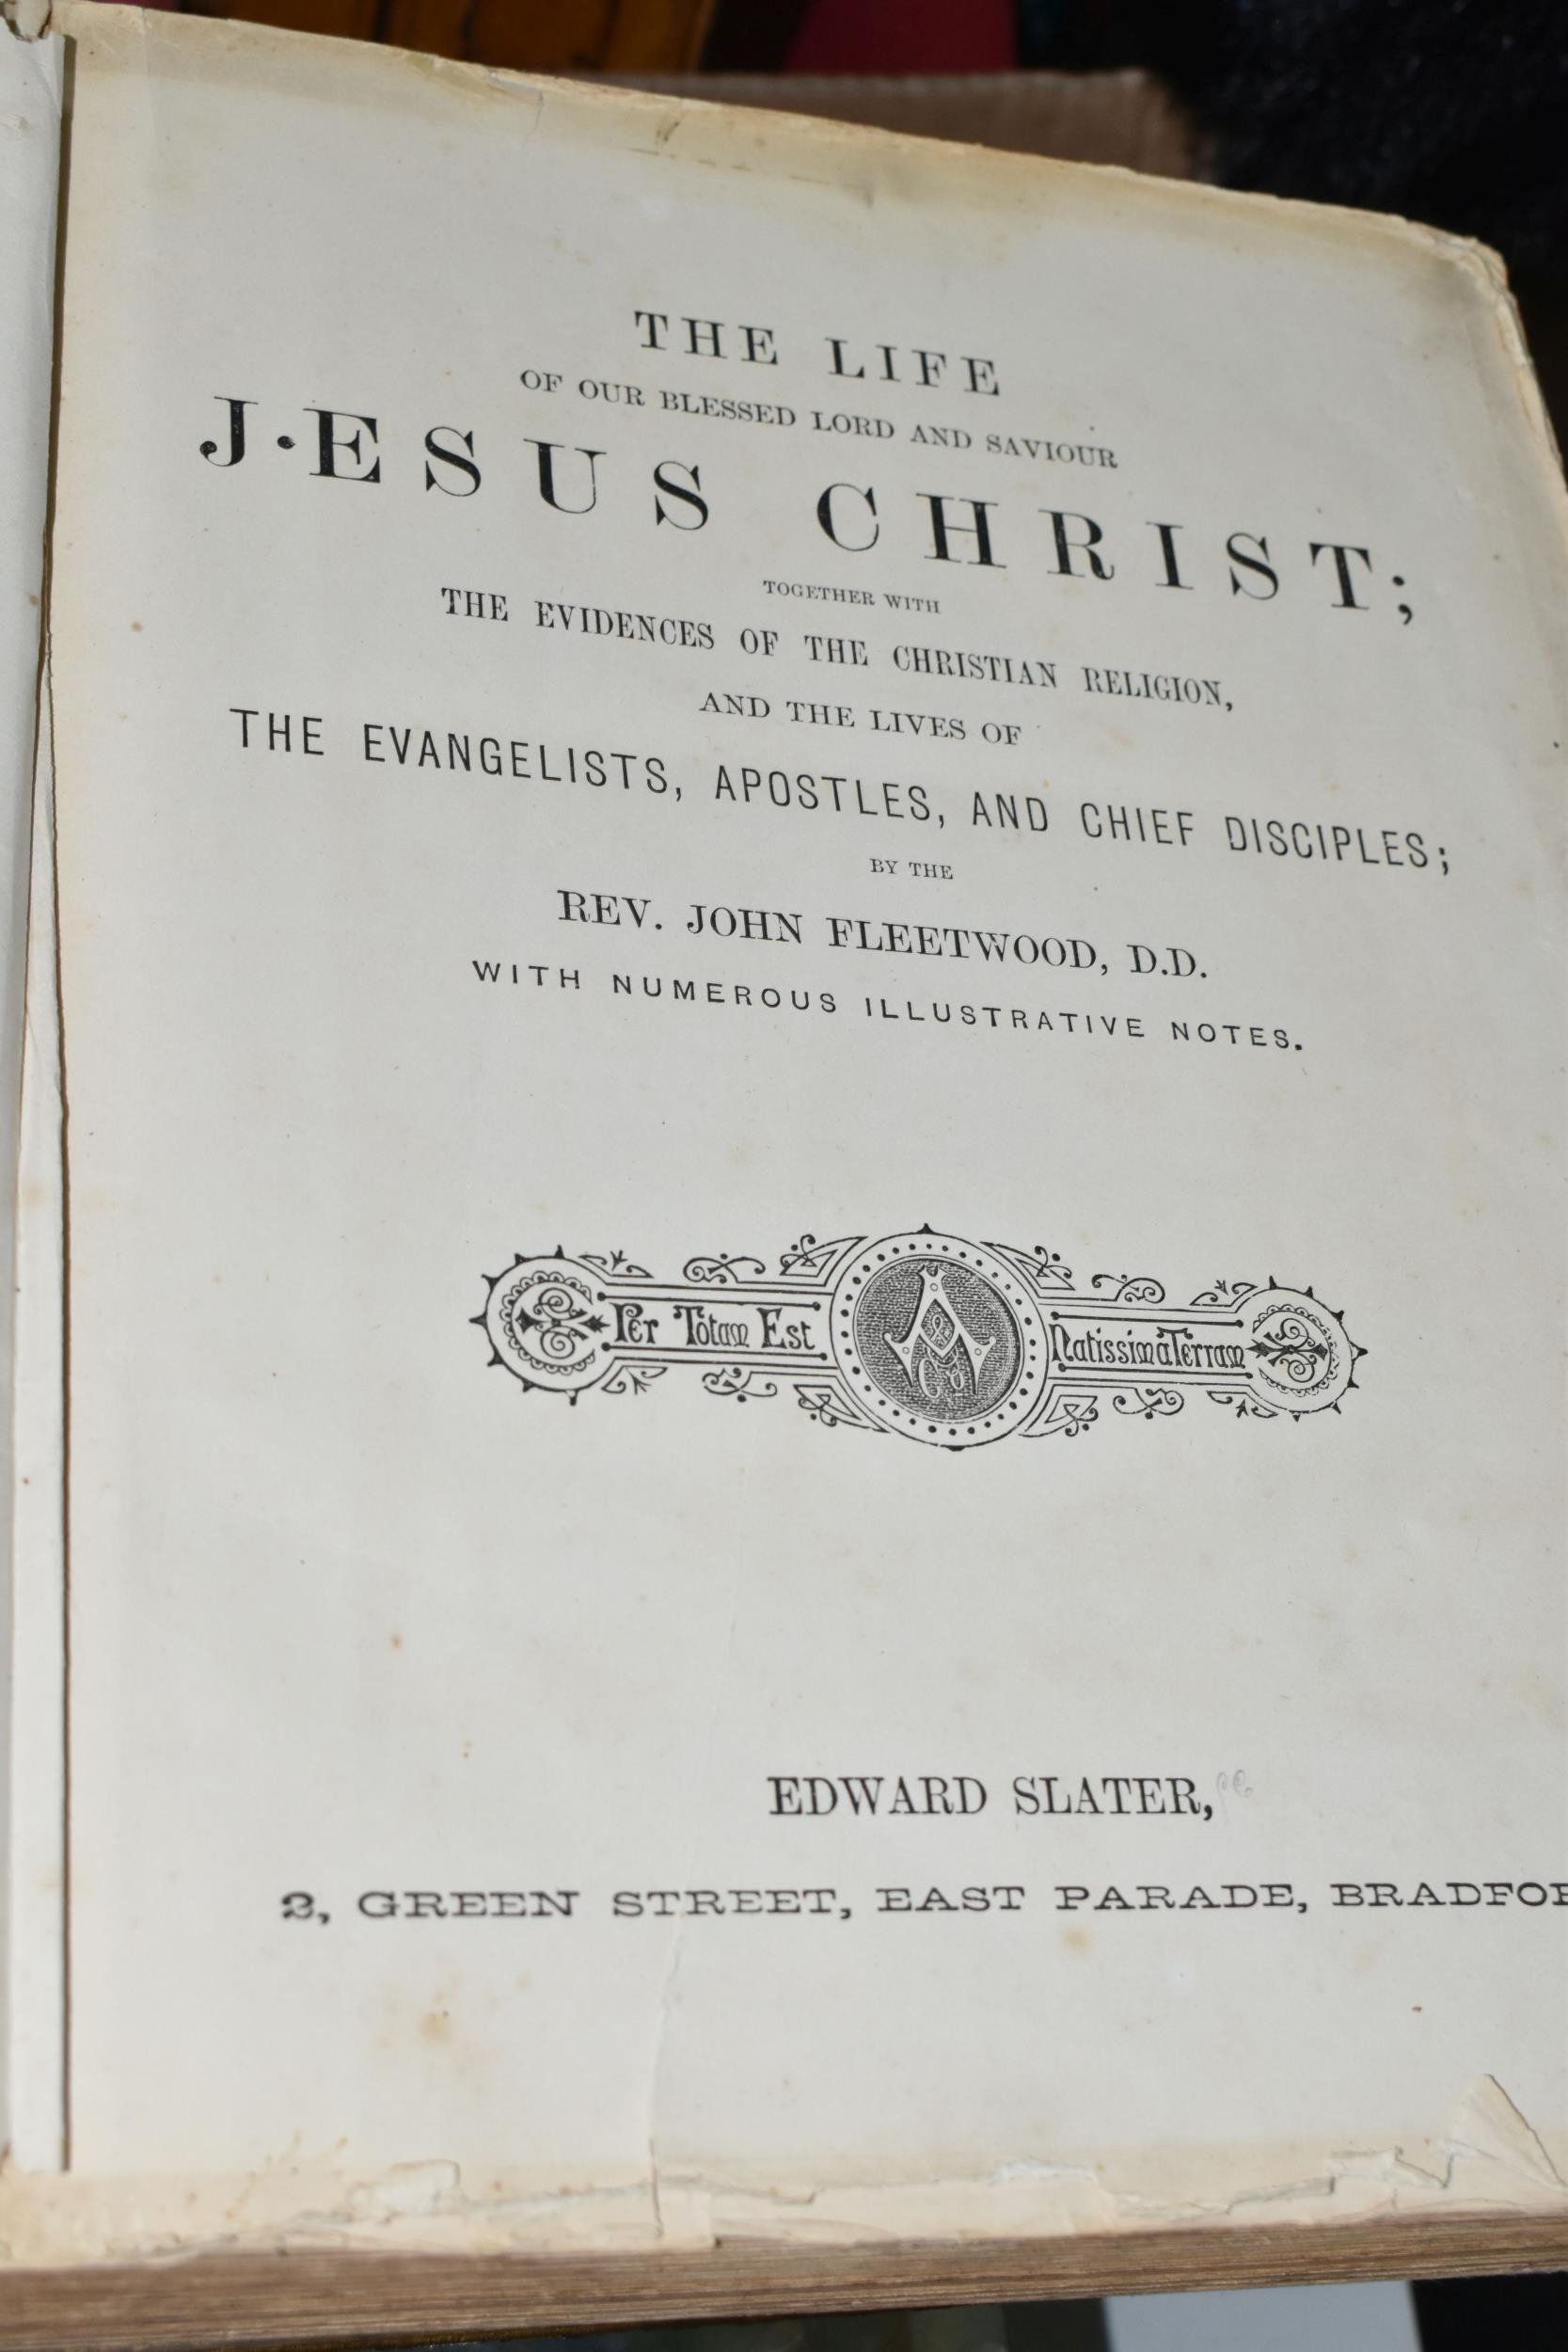 THE LIFE
OF OUR BLESSED LORD AND SAVIOUR
J·ESUS CHRIST;
TOGETHER WITH
THE EVIDENCES OF THE CHRISTIAN RELIGION,
AND THE LIVES OF
THE EVANGELISTS, APOSTLES, AND CHIEF DISCIPLES;
BY THE
REV. JOHN FLEETWOOD, D.D.
WITH NUMEROUS ILLUSTRATIVE NOTES.
Per Totam Est Natissima Terram
EDWARD SLATER,
2, GREEN STREET, EAST PARADE, BRADFOR